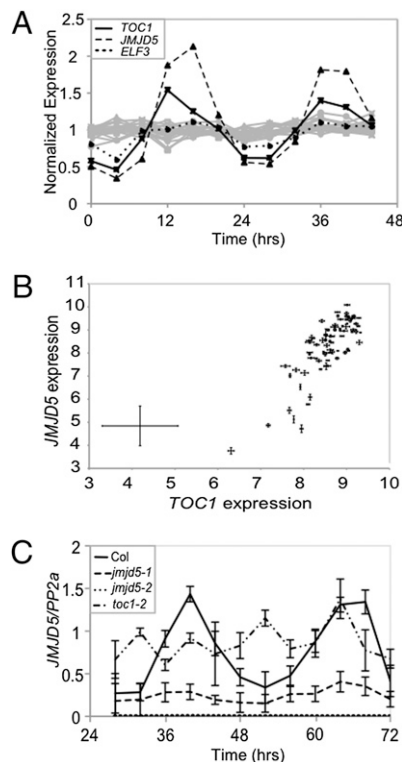 A
Normalized Expression
2.5
2
1.5
1
0.5
0
TOC1
JMJD5
ELF3
0 12 24 36 48
Time (hrs)
B
JMJD5 expression
11
10
9
8
7
6
5
4
3
3 4 5 6 7 8 9 10
TOC1 expression
C
JMJD5/PP2a
2
1.5
1
0.5
0
Col
jmjd5-1
jmjd5-2
toc1-2
24 36 48 60 72
Time (hrs)